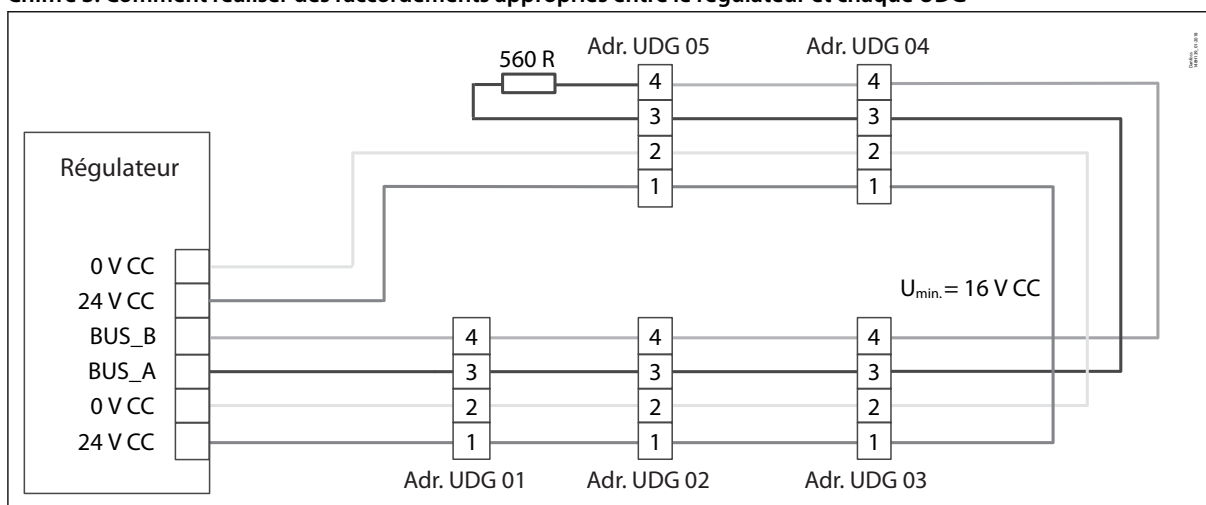 Chiffre 3: Comment réaliser des raccordements appropriés entre le régulateur et chaque UDG
Adr. UDG 05
Adr. UDG 04
560 R
4
4
3
3
2
2
1
1
Régulateur
0 V CC
24 V CC
BUS_B
BUS_A
0 V CC
24 V CC
Umin.= 16 V CC
4
4
4
3
3
3
2
2
2
1
1
1
Adr. UDG 01
Adr. UDG 02
Adr. UDG 03
Danfoss